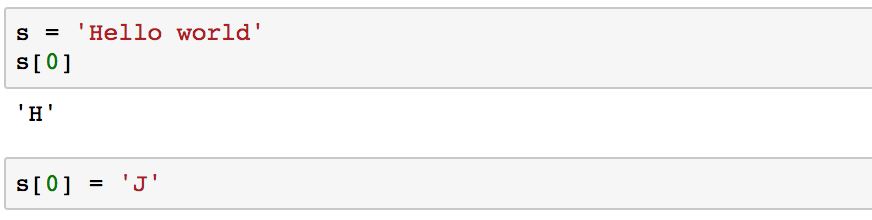 s = 'Hello world'
s[0]
'H'
s[0] = 'J'